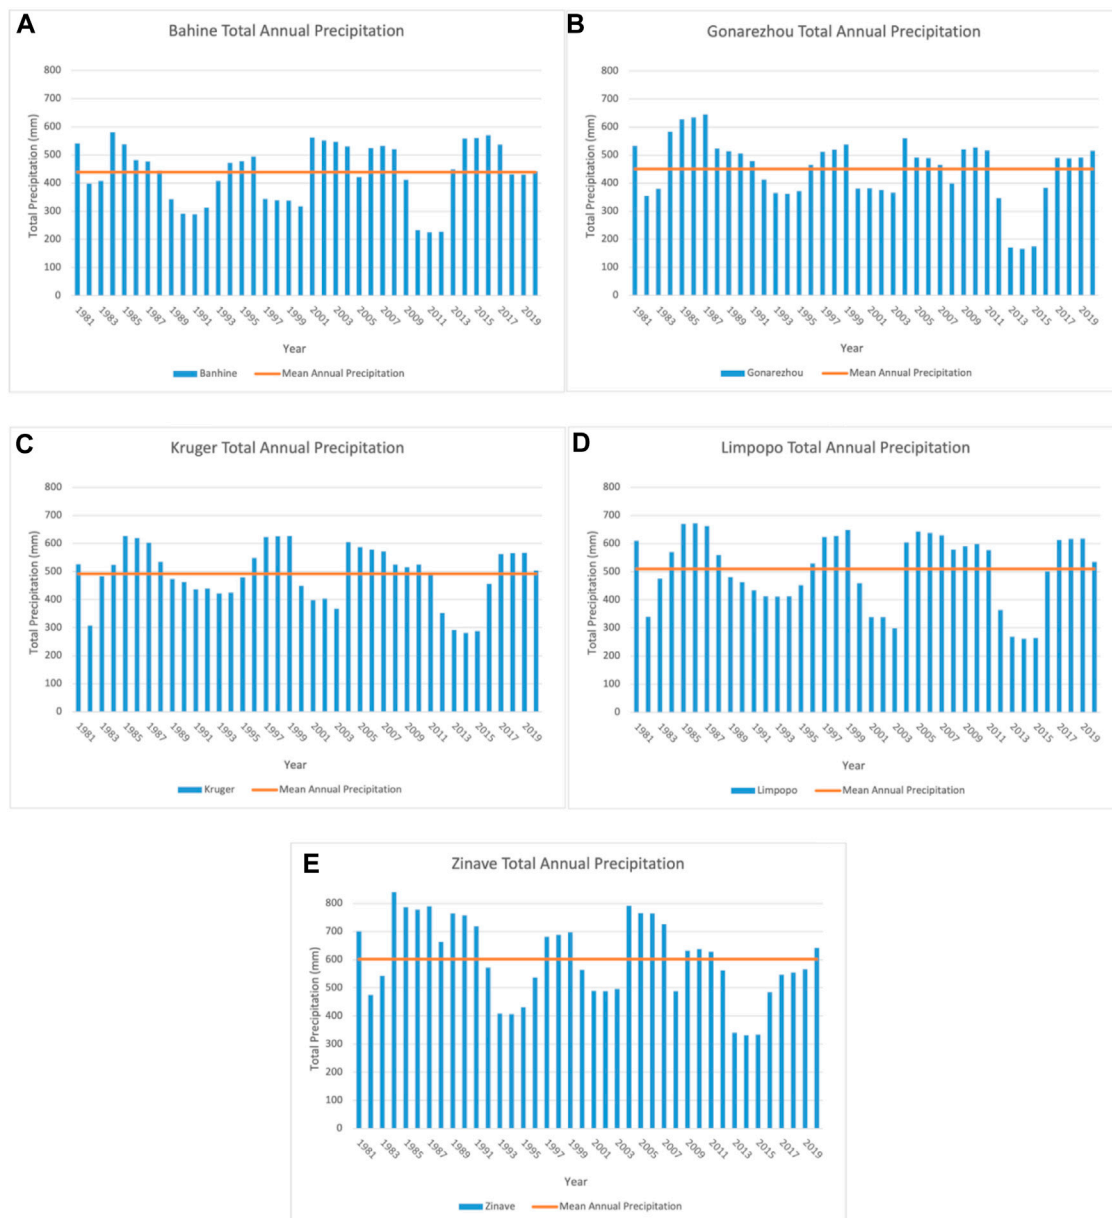 A
Bahine Total Annual Precipitation
Total Precipitation (mm)
800
700
600
500
400
300
200
100
0
1981 1983 1985 1987 1989 1991 1993 1995 1997 1999 2001 2003 2005 2007 2009 2011 2013 2015 2017 2019
Year
Banhine Mean Annual Precipitation
B
Gonarezhou Total Annual Precipitation
Total Precipitation (mm)
800
700
600
500
400
300
200
100
0
1981 1983 1985 1987 1989 1991 1993 1995 1997 1999 2001 2003 2005 2007 2009 2011 2013 2015 2017 2019
Year
Gonarezhou Mean Annual Precipitation
C
Kruger Total Annual Precipitation
Total Precipitation (mm)
800
700
600
500
400
300
200
100
0
1981 1983 1985 1987 1989 1991 1993 1995 1997 1999 2001 2003 2005 2007 2009 2011 2013 2015 2017 2019
Year
Kruger Mean Annual Precipitation
D
Limpopo Total Annual Precipitation
Total Precipitation (mm)
800
700
600
500
400
300
200
100
0
1981 1983 1985 1987 1989 1991 1993 1995 1997 1999 2001 2003 2005 2007 2009 2011 2013 2015 2017 2019
Year
Limpopo Mean Annual Precipitation
E
Zinave Total Annual Precipitation
Total Precipitation (mm)
800
700
600
500
400
300
200
100
0
1981 1983 1985 1987 1989 1991 1993 1995 1997 1999 2001 2003 2005 2007 2009 2011 2013 2015 2017 2019
Year
Zinave Mean Annual Precipitation